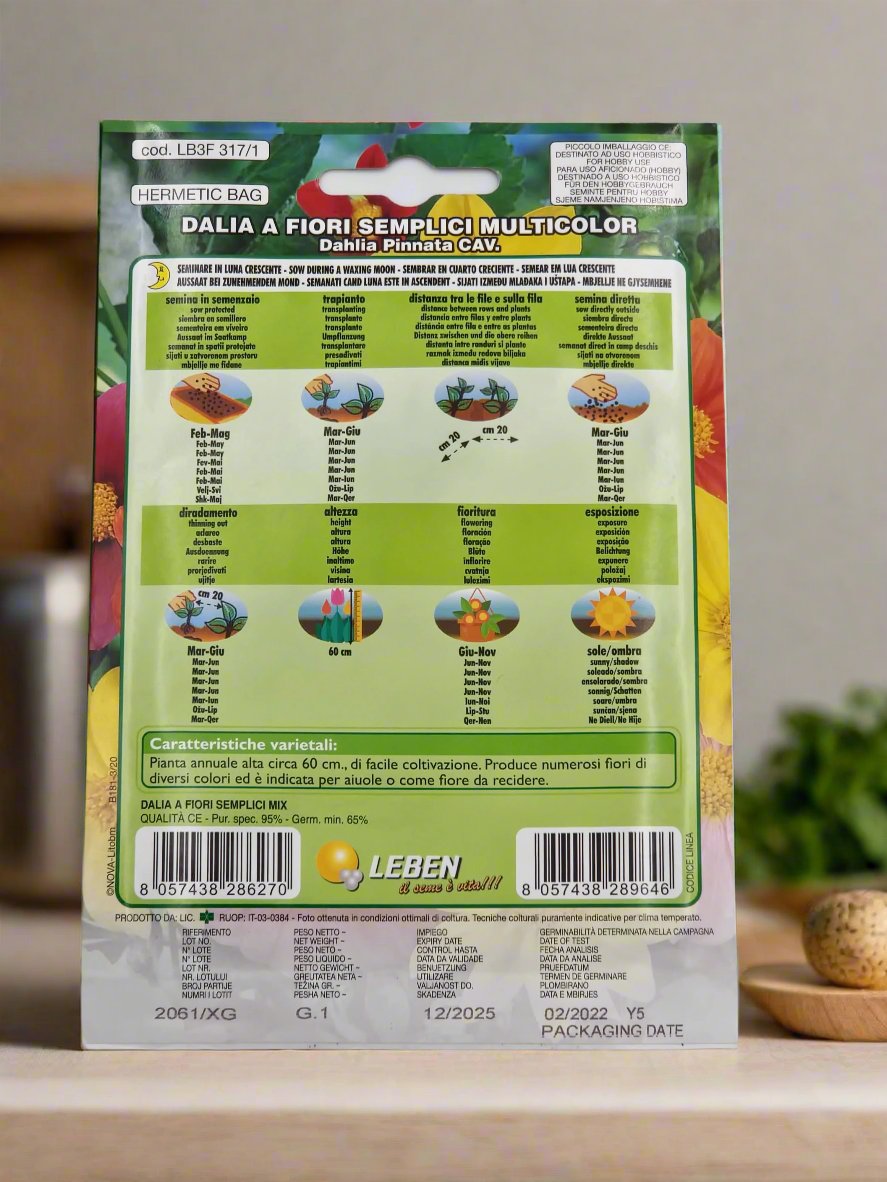 cod. LB3F 317/1
HERMETIC BAG
PICCOLO IMBALLAGGIO CE:
DESTINATO AD USO HOBBISTICO
FOR HOBBY USE
PARA USO AFICIONADO (HOBBY)
DESTINADO A USO HOBBISTICO
FÜR DEN HOBBYGEBRAUCH
SEMINTE PENTRU HOBBY
SJEME NAMJENJENO HOBISTIMA
DALIA A FIORI SEMPLICI MULTICOLOR
Dahlia Pinnata CAV.
SEMINARE IN LUNA CRESCENTE - SOW DURING A WAXING MOON - SEMBRAR EN CUARTO CRECIENTE - SEMEAR EM LUA CRESCENTE
AUSSAAT BEI ZUNEHMENDEM MOND - SEMANATI CAND LUNA ESTE IN ASCENDENT - SIJATI IZMEĐU MLAĐAKA I UŠTAPA - MBJELLJE NE GJYSEMHENE
semina in semenzaio
sow protected
siembra en semillero
sementeira em viveiro
Aussaat im Saatkamp
semanat in spatii protejate
sijati u zatvorenom prostoru
mbjellje me fidane
trapianto
transplanting
transplante
transplante
Umpflanzung
transplantare
presađivati
trapiantimi
distanza tra le file e sulla fila
distance between rows and plants
distancia entre filas y entre plants
distância entre fila e entre as plantas
Distanz zwischen und die obere reihen
distanta intre randuri si plante
razmak između redova biljaka
distanca midis vijave
semina diretta
sow directly outside
siembra directa
sementeira directa
direkte Aussaat
semanat direct in camp deschis
sijati na otvorenom
mbjellje direkte
Feb-Mag
Feb-May
Feb-May
Fev-Mai
Feb-Mai
Feb-Mai
Velj-Svi
Shk-Maj
Mar-Giu
Mar-Jun
Mar-Jun
Mar-Jun
Mar-Jun
Mar-Iun
Ožu-Lip
Mar-Qer
cm 20
cm 20
Mar-Giu
Mar-Jun
Mar-Jun
Mar-Jun
Mar-Jun
Mar-Iun
Ožu-Lip
Mar-Qer
diradamento
thinning out
aclareo
desbaste
Ausdoennung
rarire
prorjeđivati
ujitje
altezza
height
altura
altura
Höhe
inaltime
visina
lartesia
fioritura
flowering
floración
floração
Blüte
inflorire
cvatnja
lulezimi
esposizione
exposure
exposición
exposição
Belichtung
expunere
položaj
ekspozimi
cm 20
Mar-Giu
Mar-Jun
Mar-Jun
Mar-Jun
Mar-Jun
Mar-Iun
Ožu-Lip
Mar-Qer
60 cm
Giu-Nov
Jun-Nov
Jun-Nov
Jun-Nov
Jun-Nov
Iun-Noi
Lip-Stu
Qer-Nen
sole/ombra
sunny/shadow
soleado/sombra
ensolarado/sombra
sonnig/Schatten
soare/umbra
sunčan/sjena
Ne Diell/Ne Hije
Caratteristiche varietali:
Pianta annuale alta circa 60 cm., di facile coltivazione. Produce numerosi fiori di
diversi colori ed è indicata per aiuole o come fiore da recidere.
DALIA A FIORI SEMPLICI MIX
QUALITÀ CE - Pur. spec. 95% - Germ. min. 65%
8 057438 286270
LEBEN
il seme è vita!!!
8 057438 289646
CODICE LINEA
©NOVA-Litobm B181-3/20
PRODOTTO DA: LIC. RUOP: IT-03-0384 - Foto ottenuta in condizioni ottimali di coltura. Tecniche colturali puramente indicative per clima temperato.
RIFERIMENTO
LOT NO.
N° LOTE
N° LOTE
LOT NR.
NR. LOTULUI
BROJ PARTIJE
NUMRI I LOTIT
2061/XG
PESO NETTO ~
NET WEIGHT ~
PESO NETO ~
PESO LIQUIDO ~
NETTO GEWICHT ~
GREUTATEA NETA ~
TEŽINA GR. ~
PESHA NETO ~
G.1
IMPIEGO
EXPIRY DATE
CONTROL HASTA
DATA DA VALIDADE
BENUETZUNG
UTILIZARE
VALJANOST DO.
SKADENZA
12/2025
GERMINABILITÀ DETERMINATA NELLA CAMPAGNA
DATE OF TEST
FECHA ANALISIS
DATA DA ANALISE
PRUEFDATUM
TERMEN DE GERMINARE
PLOMBIRANO
DATA E MBIRJES
02/2022 Y5
PACKAGING DATE